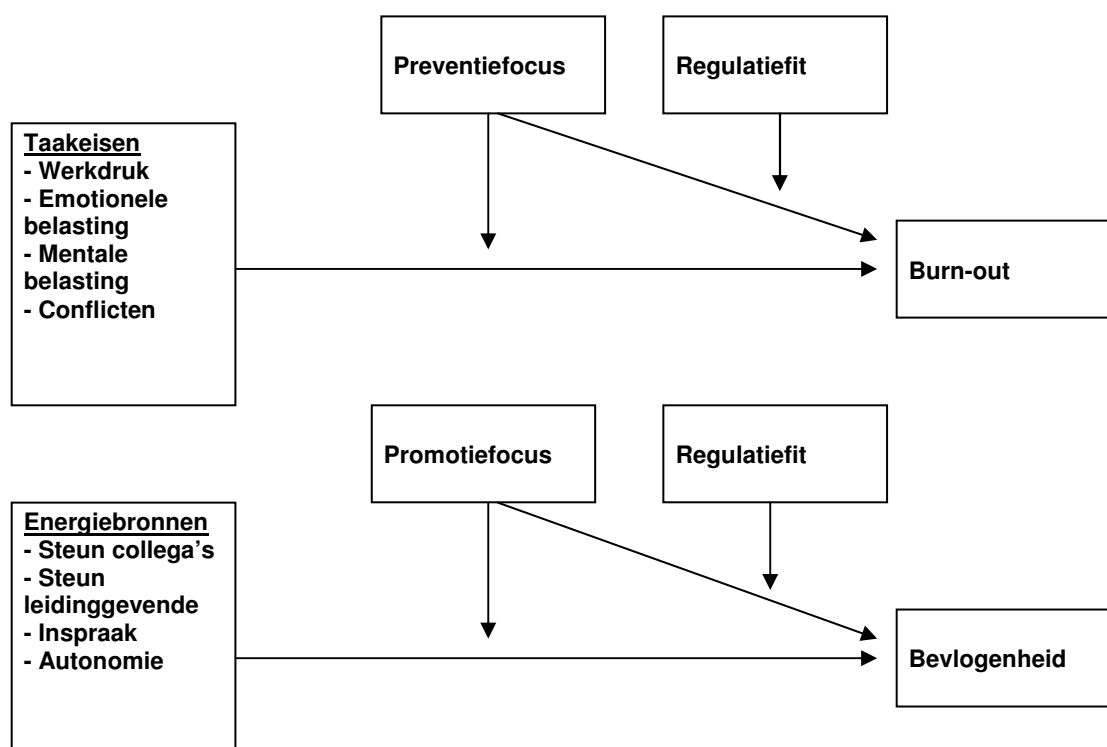 Preventiefocus
Regulatiefit
Taakeisen
- Werkdruk
- Emotionele
belasting
- Mentale
belasting
- Conflicten
Burn-out
Promotiefocus
Regulatiefit
Energiebronnen
- Steun collega's
- Steun
leidinggevende
- Inspraak
- Autonomie
Bevlogenheid